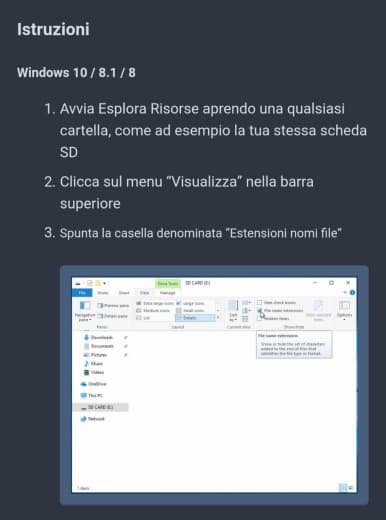 Istruzioni
Windows 10 / 8.1 / 8
1. Avvia Esplora Risorse aprendo una qualsiasi
cartella, come ad esempio la tua stessa scheda
SD
2. Clicca sul menu "Visualizza" nella barra
superiore
3. Spunta la casella denominata "Estensioni nomi file"
Drive Tools SD CARD (E:)
File Home Share View Manage
Preview pane Extra large icons Large icons Item check boxes
Navigation Details pane Medium icons Small icons Sort File name extensions Hide selected Options
pane List Details by Hidden items items
Panes Layout Current view Show/hide
File name extensions
Show or hide the set of characters
added to the end of files that
identifies the file type or format.
Downloads
Documents
Pictures
Music
Videos
OneDrive
This PC
SD CARD (E:)
Network